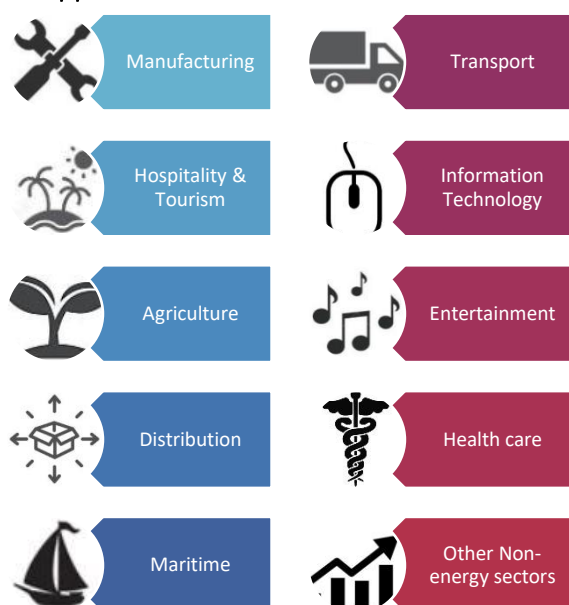 Manufacturing
Transport
Hospitality &
Tourism
Information
Technology
Agriculture
Entertainment
Distribution
Health care
Maritime
Other Non-
energy sectors